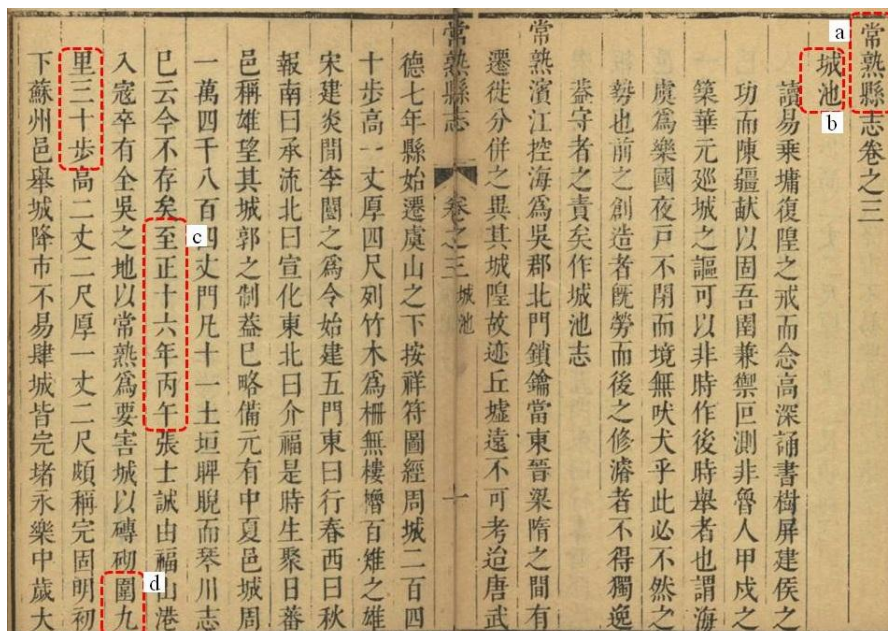 a
常熟縣志卷之三
b
城池
讀易乗墉復隍之戒而念高深誦書樹屏建侯之
功而陳疆猷以固吾圉兼禦叵測非魯人甲戍之
築華元廵城之謳可以非時作後時舉者也謂海
虞爲樂國夜戸不閉而境無吠犬乎此必不然之
勢也前之創造者旣勞而後之修濬者不得獨逸
葢守者之責矣作城池志
常熟濱江控海爲吳郡北門鎖鑰當東晉梁隋之間有
遷徙分併之異其城隍故迹丘墟遠不可考迨唐武
常熟縣志 卷之三 城池 一
德七年縣始遷虞山之下按祥符圖經周城二百四
十歩高一丈厚四尺列竹木爲柵無樓櫓百雉之雄
宋建炎間李闓之爲令始建五門東曰行春西曰秋
報南曰承流北曰宣化東北曰介福是時生聚日蕃
邑稱雄望其城郭之制葢巳略備元有中夏邑城周
一萬四千八百四丈門凡十一土垣睥睨而琴川志
c
巳云今不存矣至正十六年丙午張士誠由福山港
d
入宼卒有全吳之地以常熟爲要害城以磚砌圍九
里三十歩高二丈二尺厚一丈二尺頗稱完固明初
下蘇州邑舉城降市不易肆城皆完堵永樂中歲大